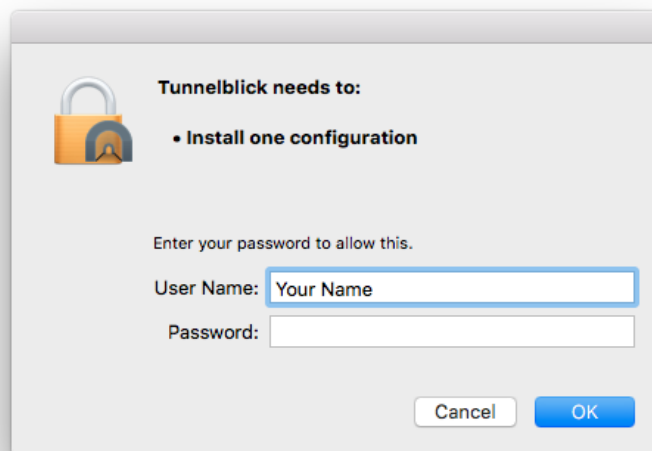 Tunnelblick needs to:
• Install one configuration
Enter your password to allow this.
User Name: Your Name
Password:
Cancel OK